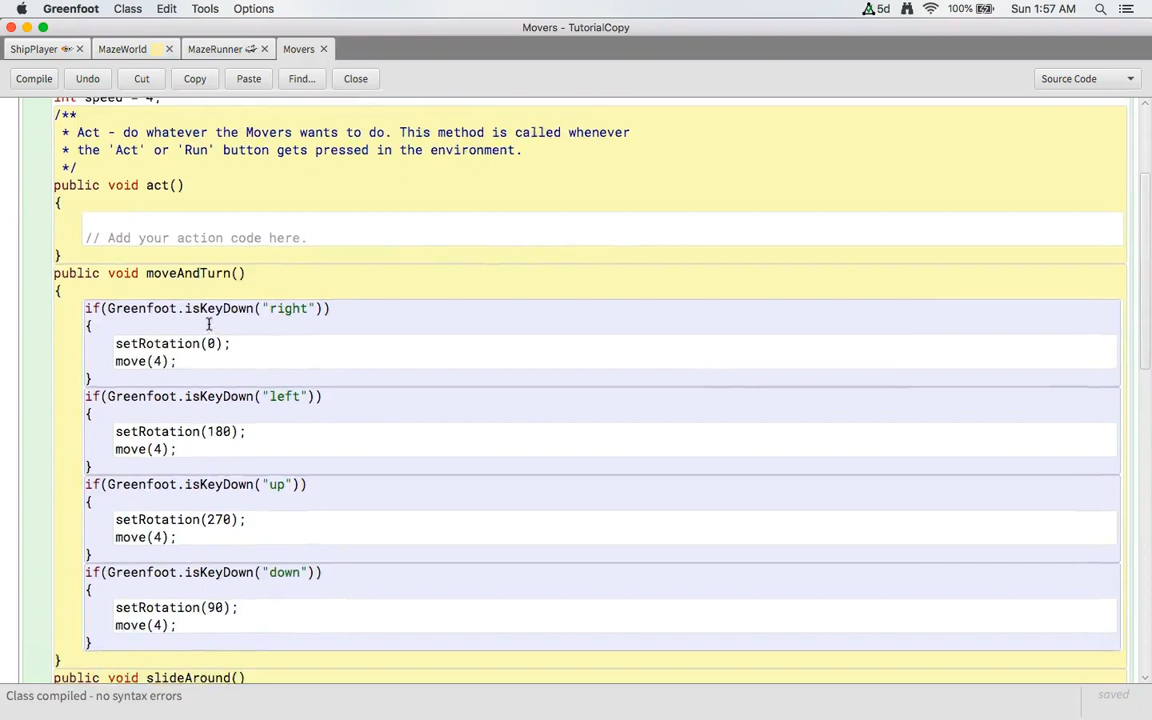 Greenfoot Class Edit Tools Options 5d 100% Sun 1:57 AM
Movers - TutorialCopy
ShipPlayer MazeWorld MazeRunner Movers
Compile Undo Cut Copy Paste Find... Close Source Code
int speed = 4;
/**
* Act - do whatever the Movers wants to do. This method is called whenever
* the 'Act' or 'Run' button gets pressed in the environment.
*/
public void act()
{
// Add your action code here.
}
public void moveAndTurn()
{
if(Greenfoot.isKeyDown("right"))
{
setRotation(0);
move(4);
}
if(Greenfoot.isKeyDown("left"))
{
setRotation(180);
move(4);
}
if(Greenfoot.isKeyDown("up"))
{
setRotation(270);
move(4);
}
if(Greenfoot.isKeyDown("down"))
{
setRotation(90);
move(4);
}
}
public void slideAround()
Class compiled - no syntax errors saved